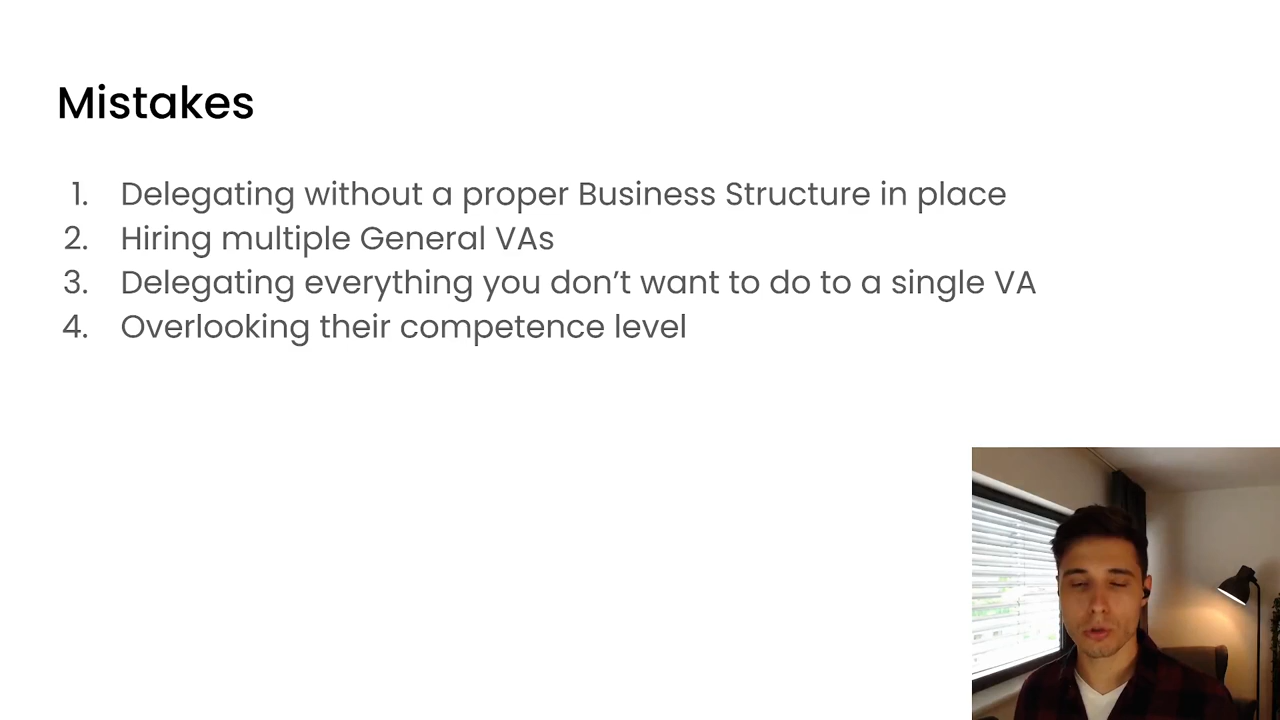 Mistakes
1. Delegating without a proper Business Structure in place
2. Hiring multiple General VAs
3. Delegating everything you don’t want to do to a single VA
4. Overlooking their competence level